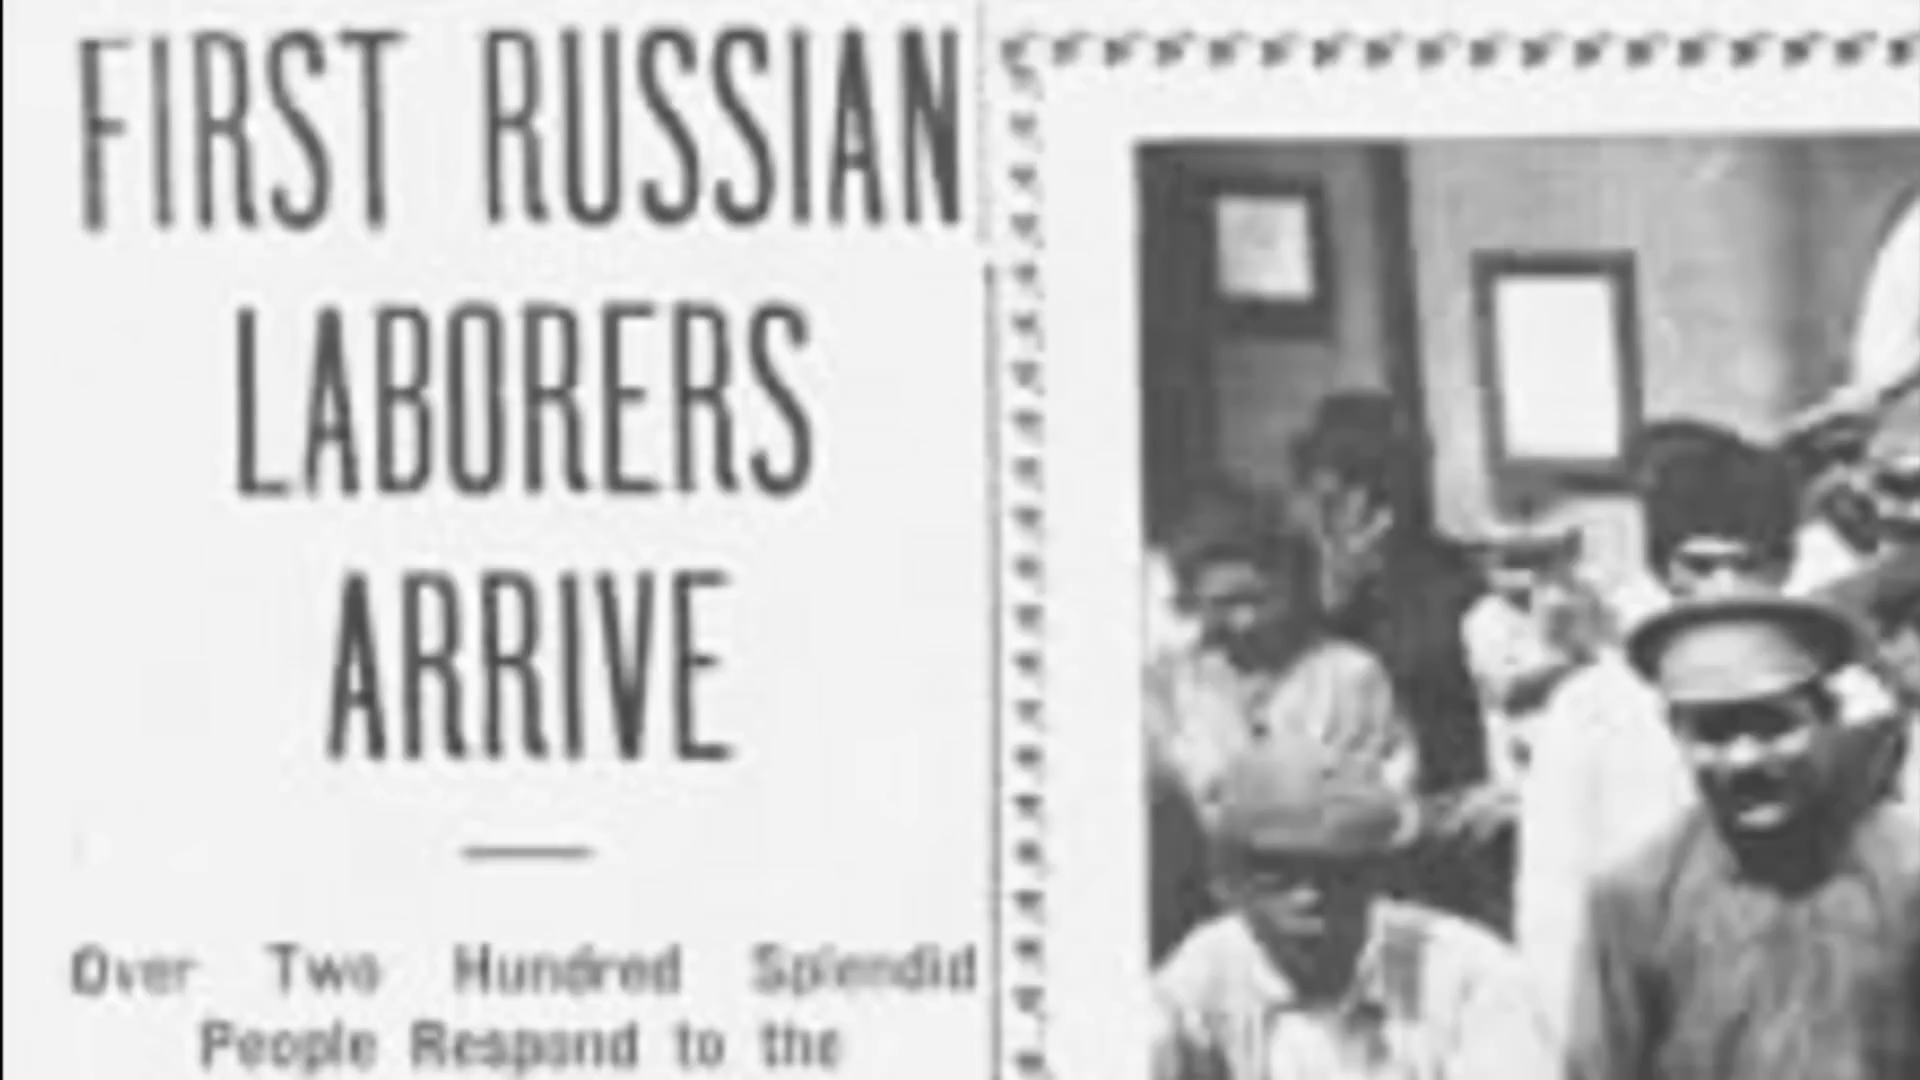 FIRST RUSSIAN
LABORERS
ARRIVE
Over Two Hundred Splendid
People Respond to the